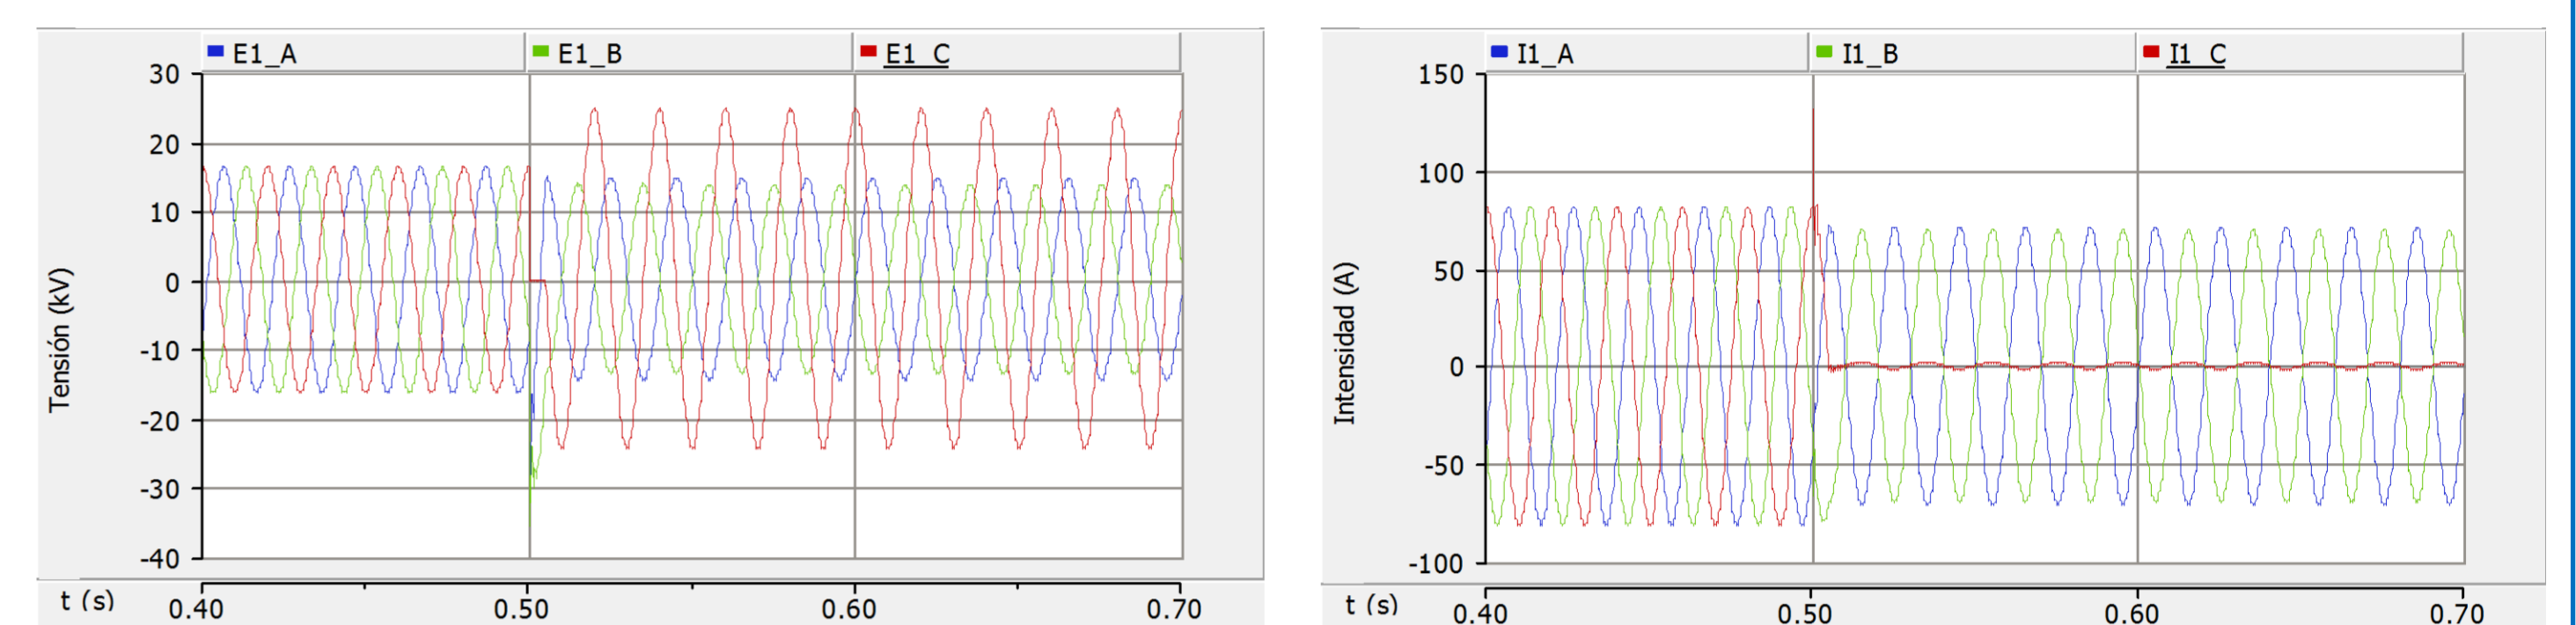 E1_A E1_B E1_C
30
20
10
0
-10
-20
-30
-40
Tensión (kV)
t (s)
0.40 0.50 0.60 0.70
I1_A I1_B I1_C
150
100
50
0
-50
-100
Intensidad (A)
t (s)
0.40 0.50 0.60 0.70